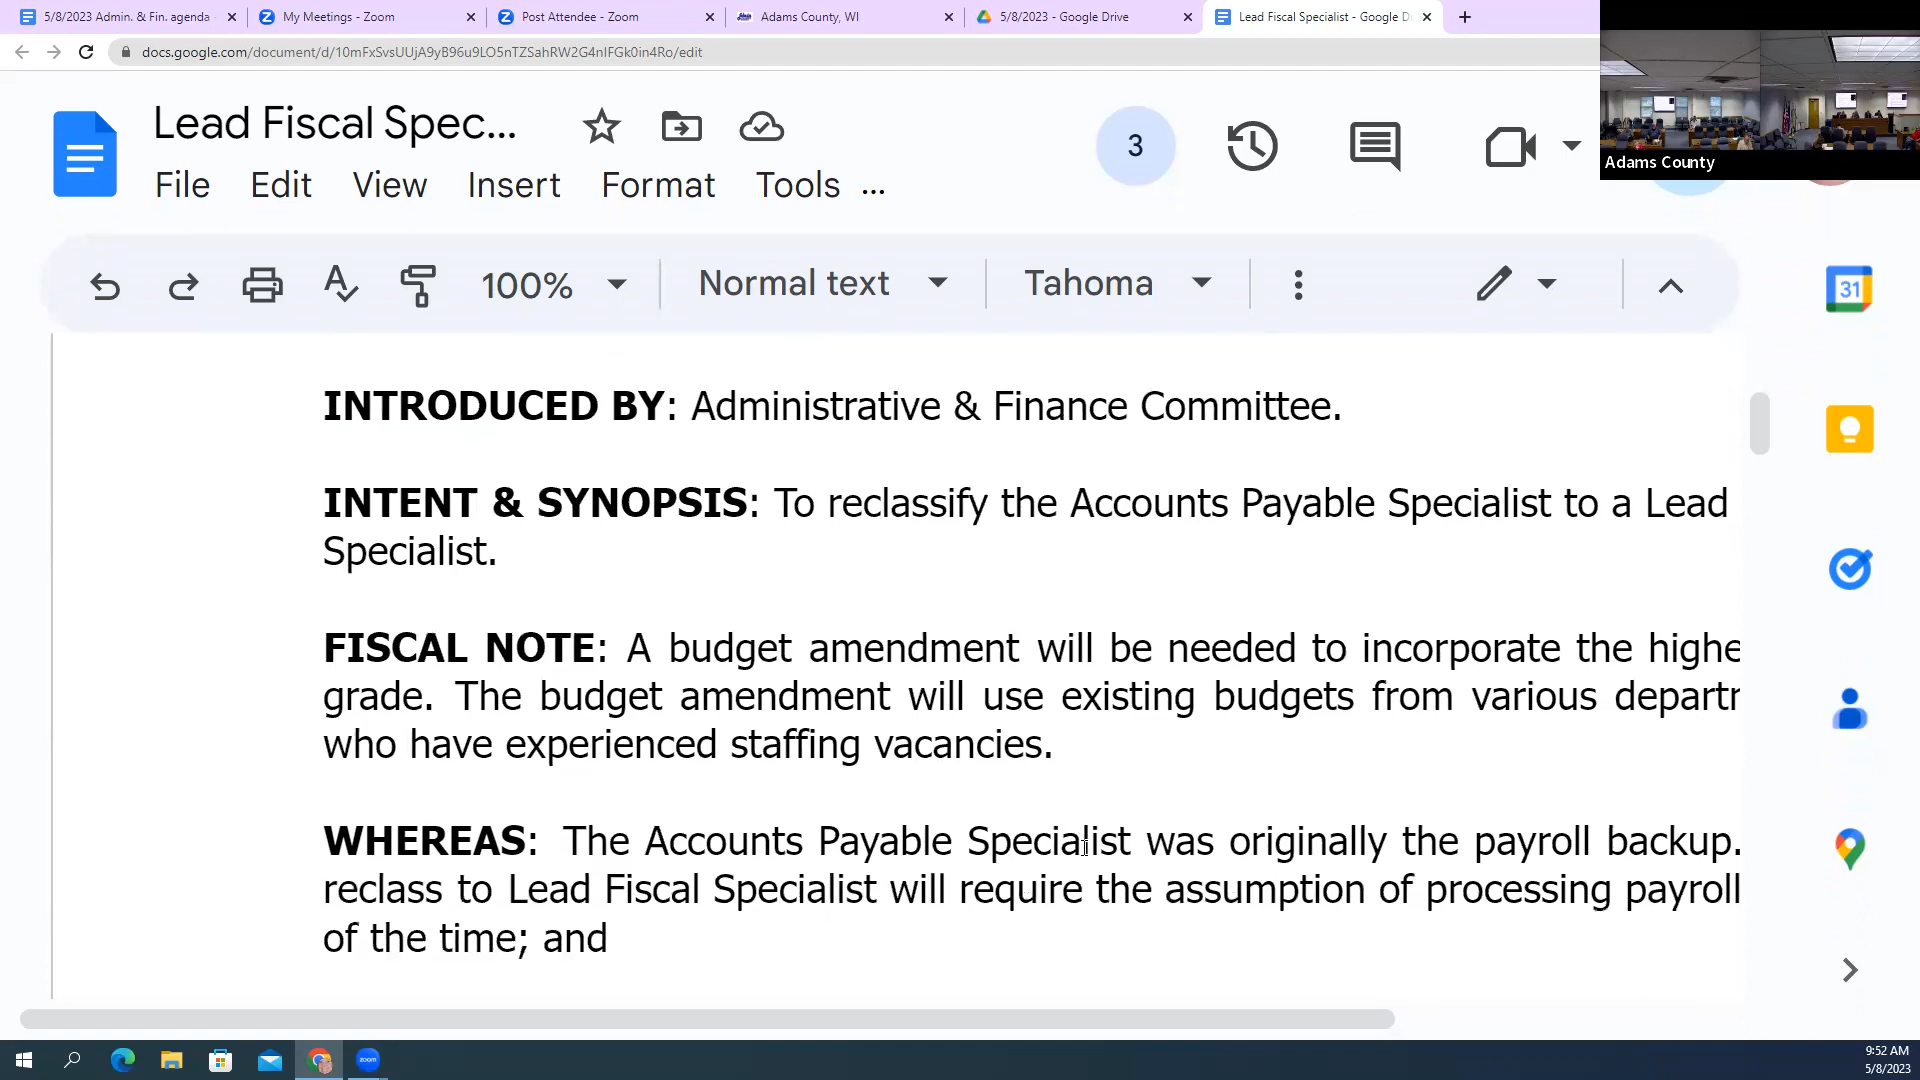 5/8/2023 Admin. & Fin. agenda
My Meetings - Zoom
Post Attendee - Zoom
Adams County, WI
5/8/2023 - Google Drive
Lead Fiscal Specialist - Google D
docs.google.com/document/d/10mFxSvsUUjA9yB96u9LO5nTZSahRW2G4nIFGk0in4Ro/edit
Adams County
Lead Fiscal Spec...
3
File Edit View Insert Format Tools ...
100% Normal text Tahoma
31
INTRODUCED BY: Administrative & Finance Committee.
INTENT & SYNOPSIS: To reclassify the Accounts Payable Specialist to a Lead
Specialist.
FISCAL NOTE: A budget amendment will be needed to incorporate the highe
grade. The budget amendment will use existing budgets from various depart
who have experienced staffing vacancies.
WHEREAS: The Accounts Payable Specialist was originally the payroll backup.
reclass to Lead Fiscal Specialist will require the assumption of processing payroll
of the time; and
zoom
9:52 AM
5/8/2023